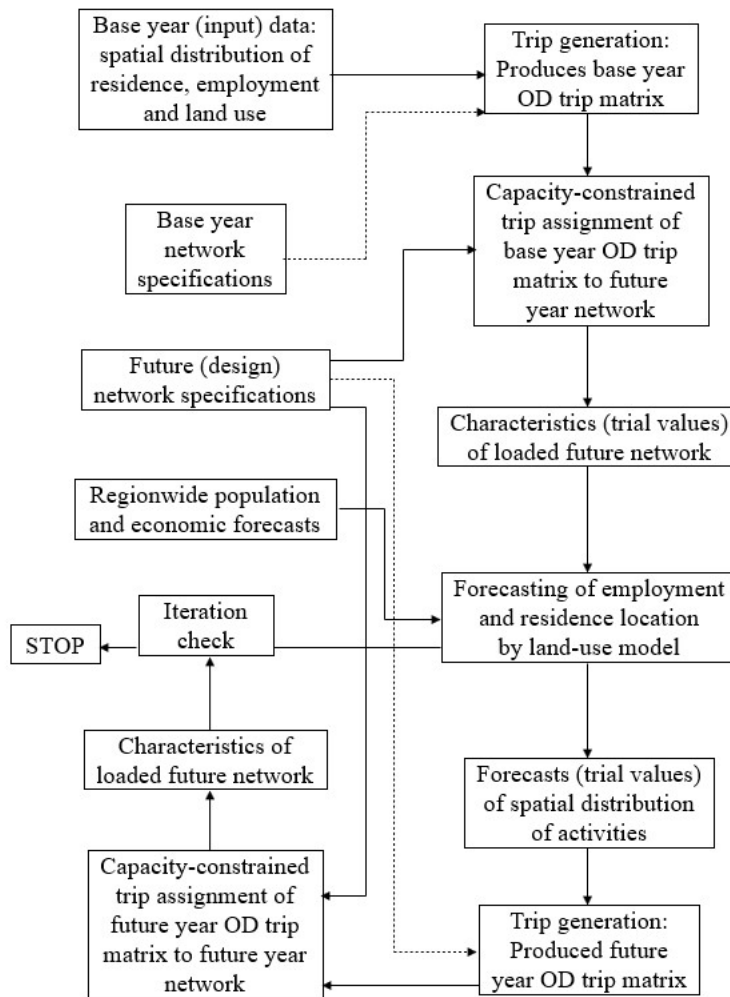 Base year (input) data:
spatial distribution of
residence, employment
and land use
Trip generation:
Produces base year
OD trip matrix
Base year
network
specifications
Capacity-constrained
trip assignment of
base year OD trip
matrix to future
year network
Future (design)
network specifications
Characteristics (trial values)
of loaded future network
Regionwide population
and economic forecasts
Forecasting of employment
and residence location
by land-use model
Iteration
check
STOP
Characteristics of
loaded future network
Forecasts (trial values)
of spatial distribution
of activities
Capacity-constrained
trip assignment of
future year OD trip
matrix to future year
network
Trip generation:
Produced future
year OD trip matrix